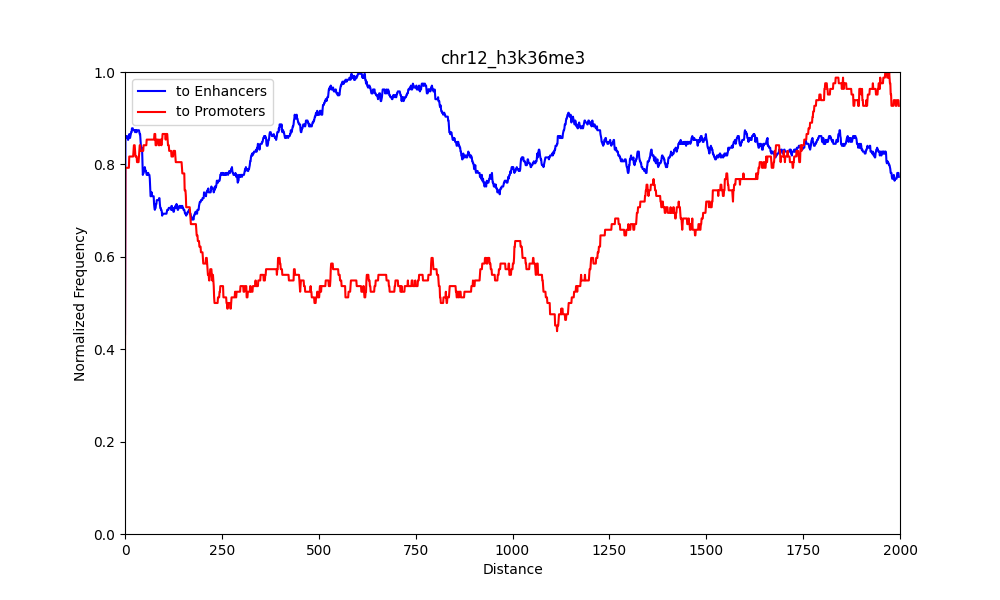 chr12_h3k36me3
to Enhancers
to Promoters
1.0
0.8
0.6
0.4
0.2
0.0
Normalized Frequency
0 250 500 750 1000 1250 1500 1750 2000
Distance